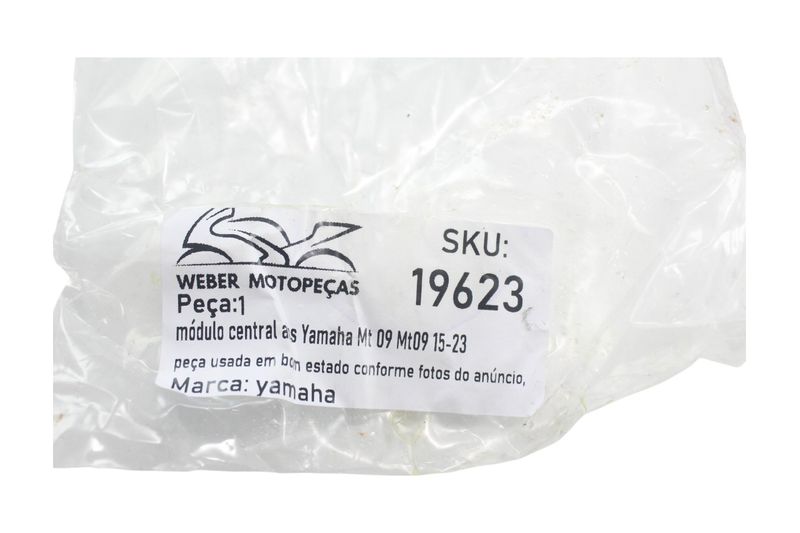 WEBER MOTOPEÇAS
SKU:
19623
Peça:1
módulo central abs Yamaha Mt 09 Mt09 15-23
peça usada em bom estado conforme fotos do anúncio,
Marca: yamaha